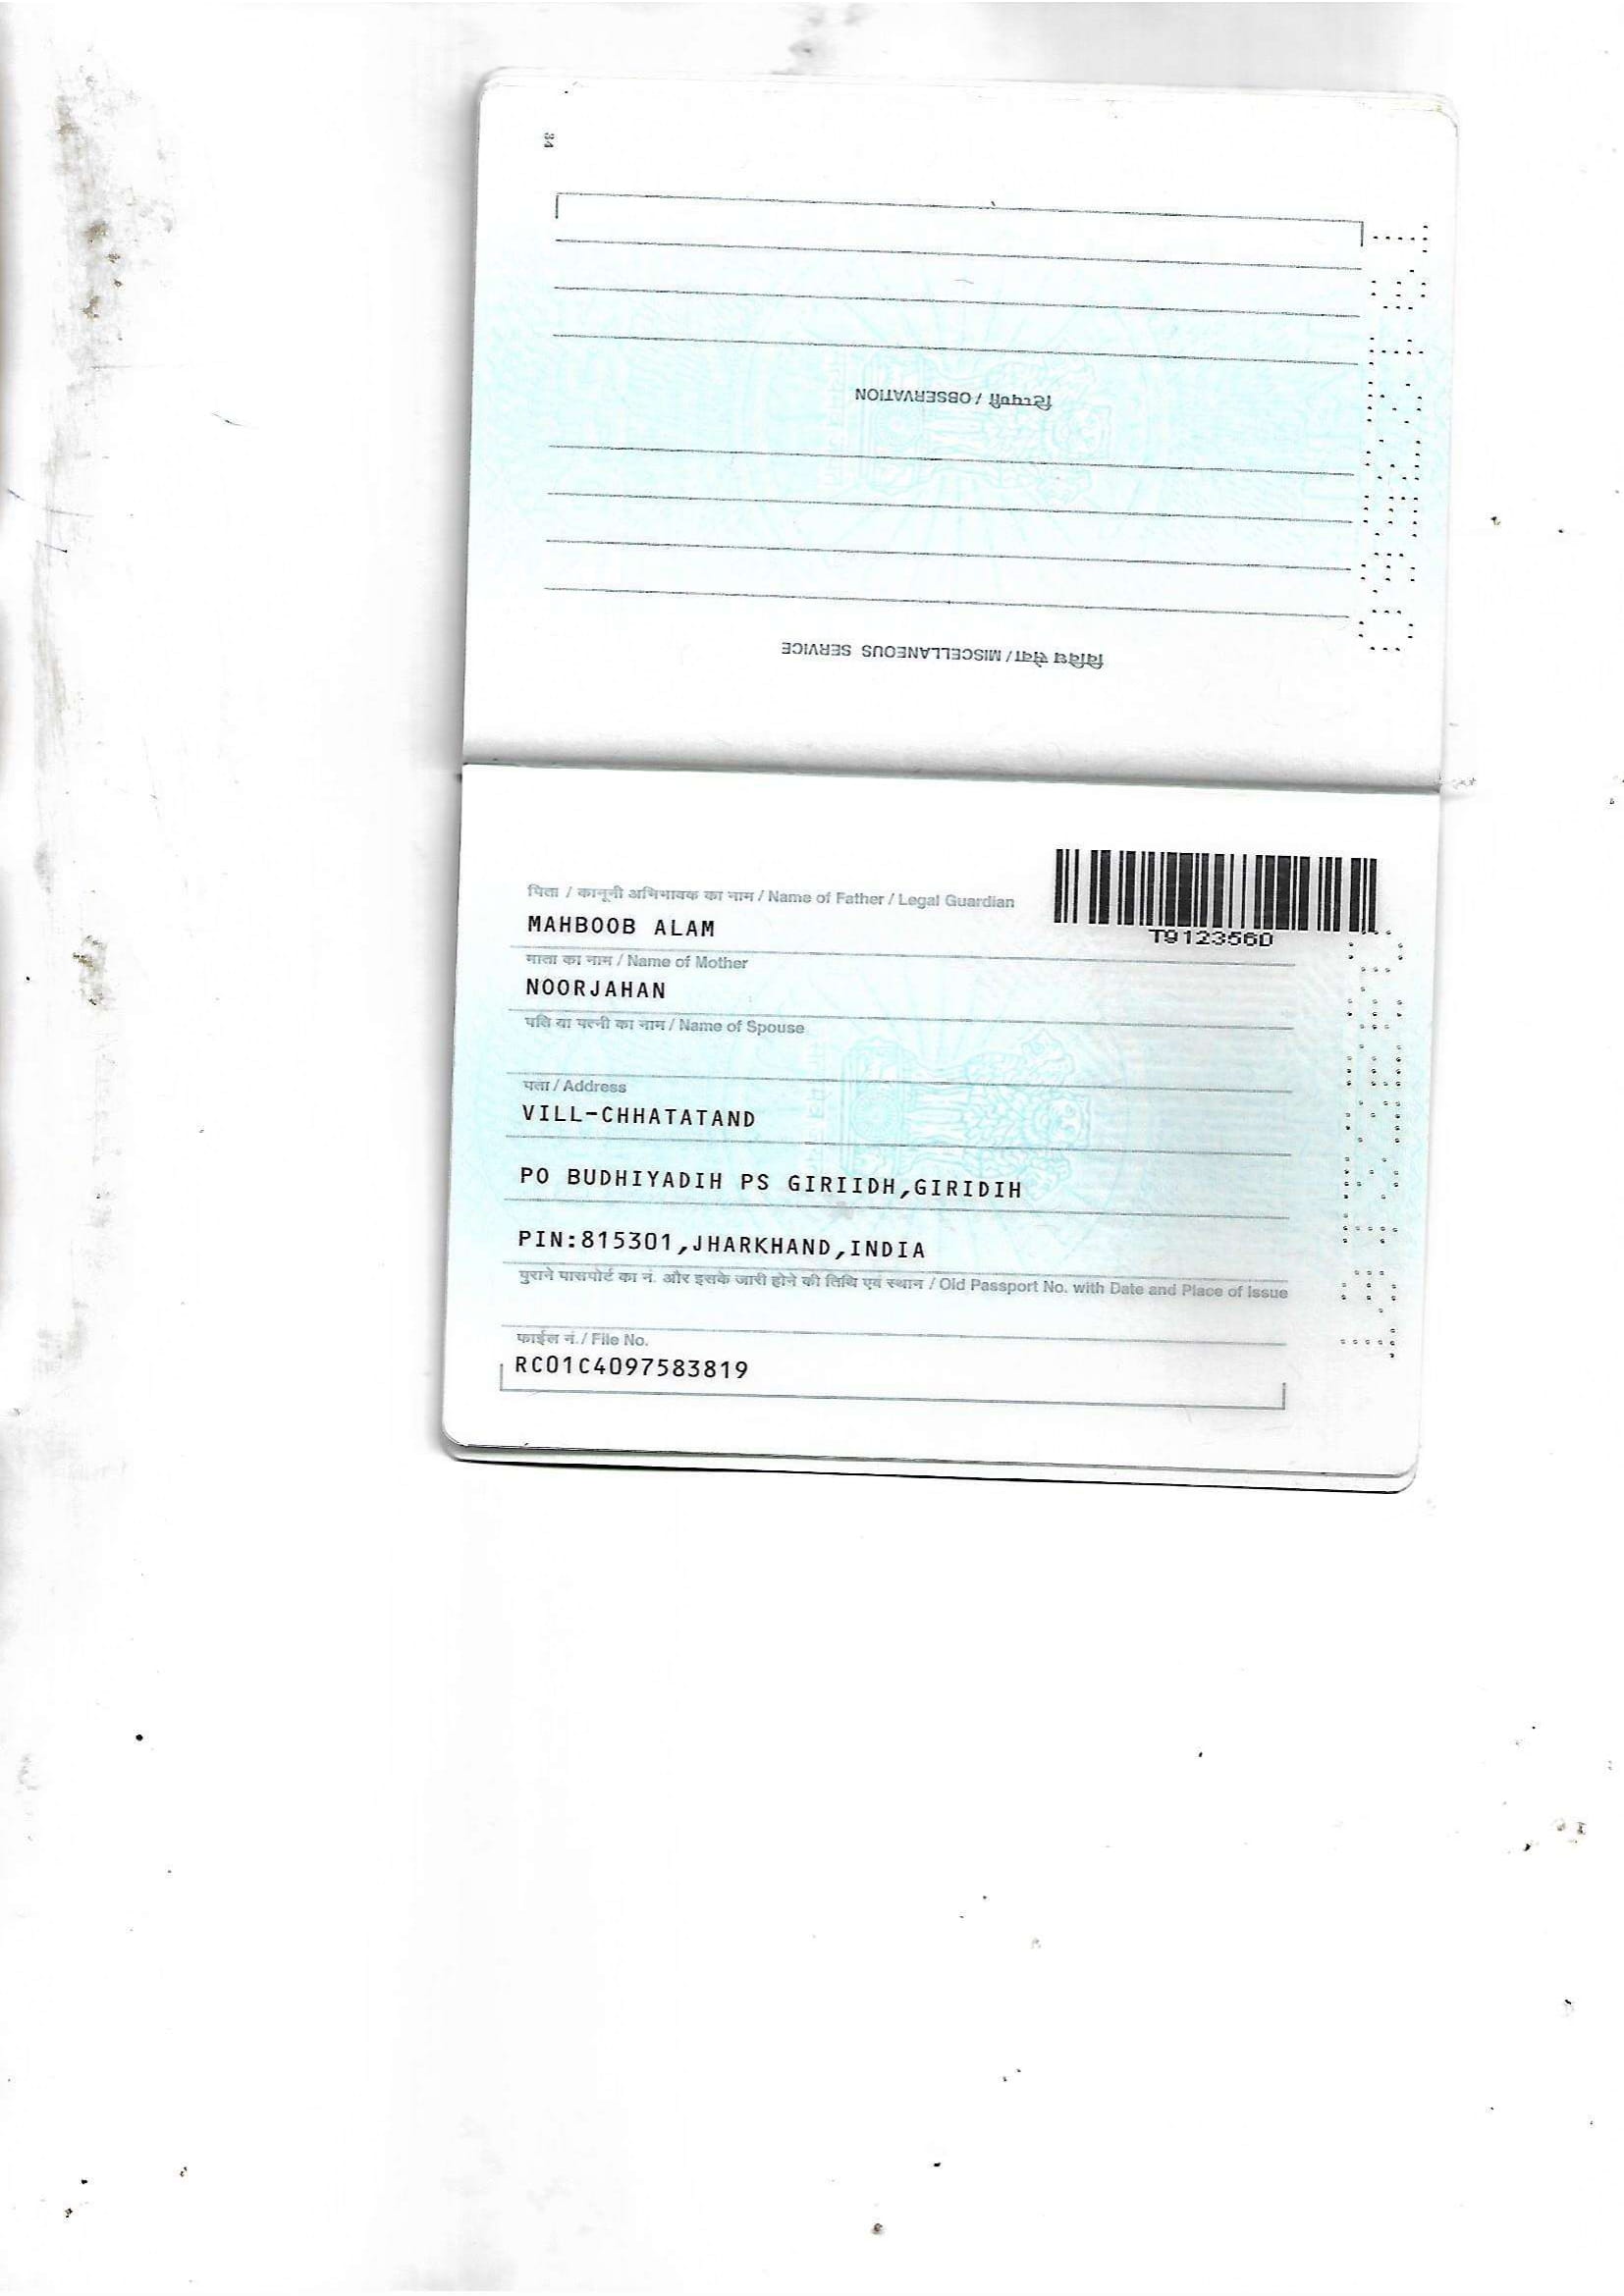 34
टिप्पणी / OBSERVATION
विविध सेवा / MISCELLANEOUS SERVICE
पिता / कानूनी अभिभावक का नाम / Name of Father / Legal Guardian
MAHBOOB ALAM
T9123560
माता का नाम / Name of Mother
NOORJAHAN
पति या पत्नी का नाम / Name of Spouse
पता / Address
VILL-CHHATATAND
PO BUDHIYADIH PS GIRIIDH,GIRIDIH
PIN:815301,JHARKHAND,INDIA
पुराने पासपोर्ट का नं. और इसके जारी होने की तिथि एवं स्थान / Old Passport No. with Date and Place of Issue
फाईल नं. / File No.
RC01C4097583819